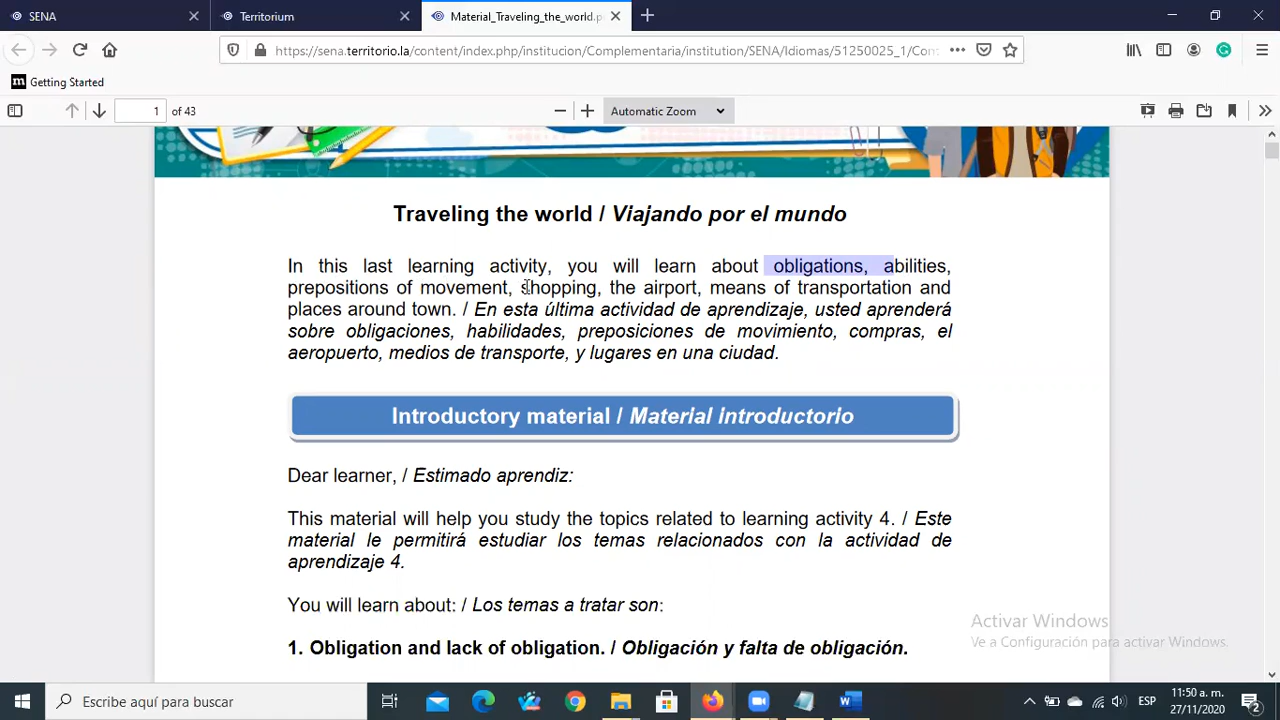 SENA
Territorium
Material_Traveling_the_world.p
https://sena.territorio.la/content/index.php/institucion/Complementaria/institution/SENA/Idiomas/51250025_1/Con
m Getting Started
1 of 43
Automatic Zoom
Traveling the world / Viajando por el mundo
In this last learning activity, you will learn about obligations, abilities,
prepositions of movement, shopping, the airport, means of transportation and
places around town. / En esta última actividad de aprendizaje, usted aprenderá
sobre obligaciones, habilidades, preposiciones de movimiento, compras, el
aeropuerto, medios de transporte, y lugares en una ciudad.
Introductory material / Material introductorio
Dear learner, / Estimado aprendiz:
This material will help you study the topics related to learning activity 4. / Este
material le permitirá estudiar los temas relacionados con la actividad de
aprendizaje 4.
You will learn about: / Los temas a tratar son:
1. Obligation and lack of obligation. / Obligación y falta de obligación.
Activar Windows
Ve a Configuración para activar Windows.
Escribe aquí para buscar
ESP
11:50 a. m.
27/11/2020
2